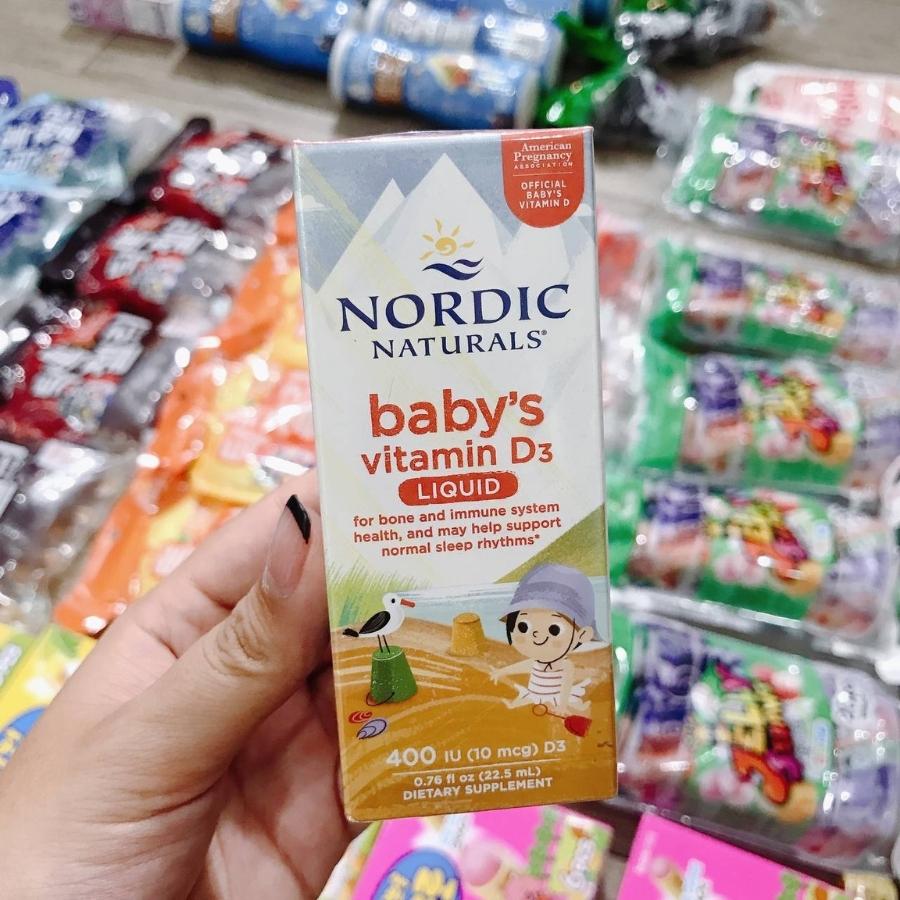 American
Pregnancy
ASSOCIATION
OFFICIAL
BABY'S
VITAMIN D
NORDIC
NATURALS®
baby's
vitamin D3
LIQUID
for bone and immune system
health, and may help support
normal sleep rhythms*
400 IU (10 mcg) D3
0.76 fl oz (22.5 mL)
DIETARY SUPPLEMENT